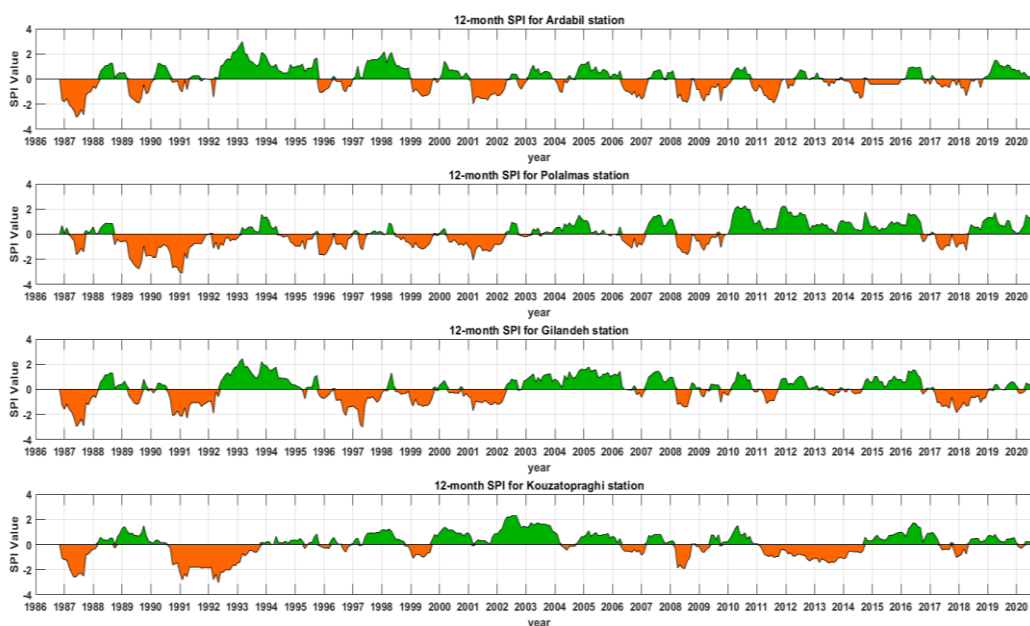 12-month SPI for Ardabil station
SPI Value
4
2
0
-2
-4
1986 1987 1988 1989 1990 1991 1992 1993 1994 1995 1996 1997 1998 1999 2000 2001 2002 2003 2004 2005 2006 2007 2008 2009 2010 2011 2012 2013 2014 2015 2016 2017 2018 2019 2020
year
12-month SPI for Polalmas station
SPI Value
4
2
0
-2
-4
1986 1987 1988 1989 1990 1991 1992 1993 1994 1995 1996 1997 1998 1999 2000 2001 2002 2003 2004 2005 2006 2007 2008 2009 2010 2011 2012 2013 2014 2015 2016 2017 2018 2019 2020
year
12-month SPI for Gilandeh station
SPI Value
4
2
0
-2
-4
1986 1987 1988 1989 1990 1991 1992 1993 1994 1995 1996 1997 1998 1999 2000 2001 2002 2003 2004 2005 2006 2007 2008 2009 2010 2011 2012 2013 2014 2015 2016 2017 2018 2019 2020
year
12-month SPI for Kouzatopraghi station
SPI Value
4
2
0
-2
-4
1986 1987 1988 1989 1990 1991 1992 1993 1994 1995 1996 1997 1998 1999 2000 2001 2002 2003 2004 2005 2006 2007 2008 2009 2010 2011 2012 2013 2014 2015 2016 2017 2018 2019 2020
year